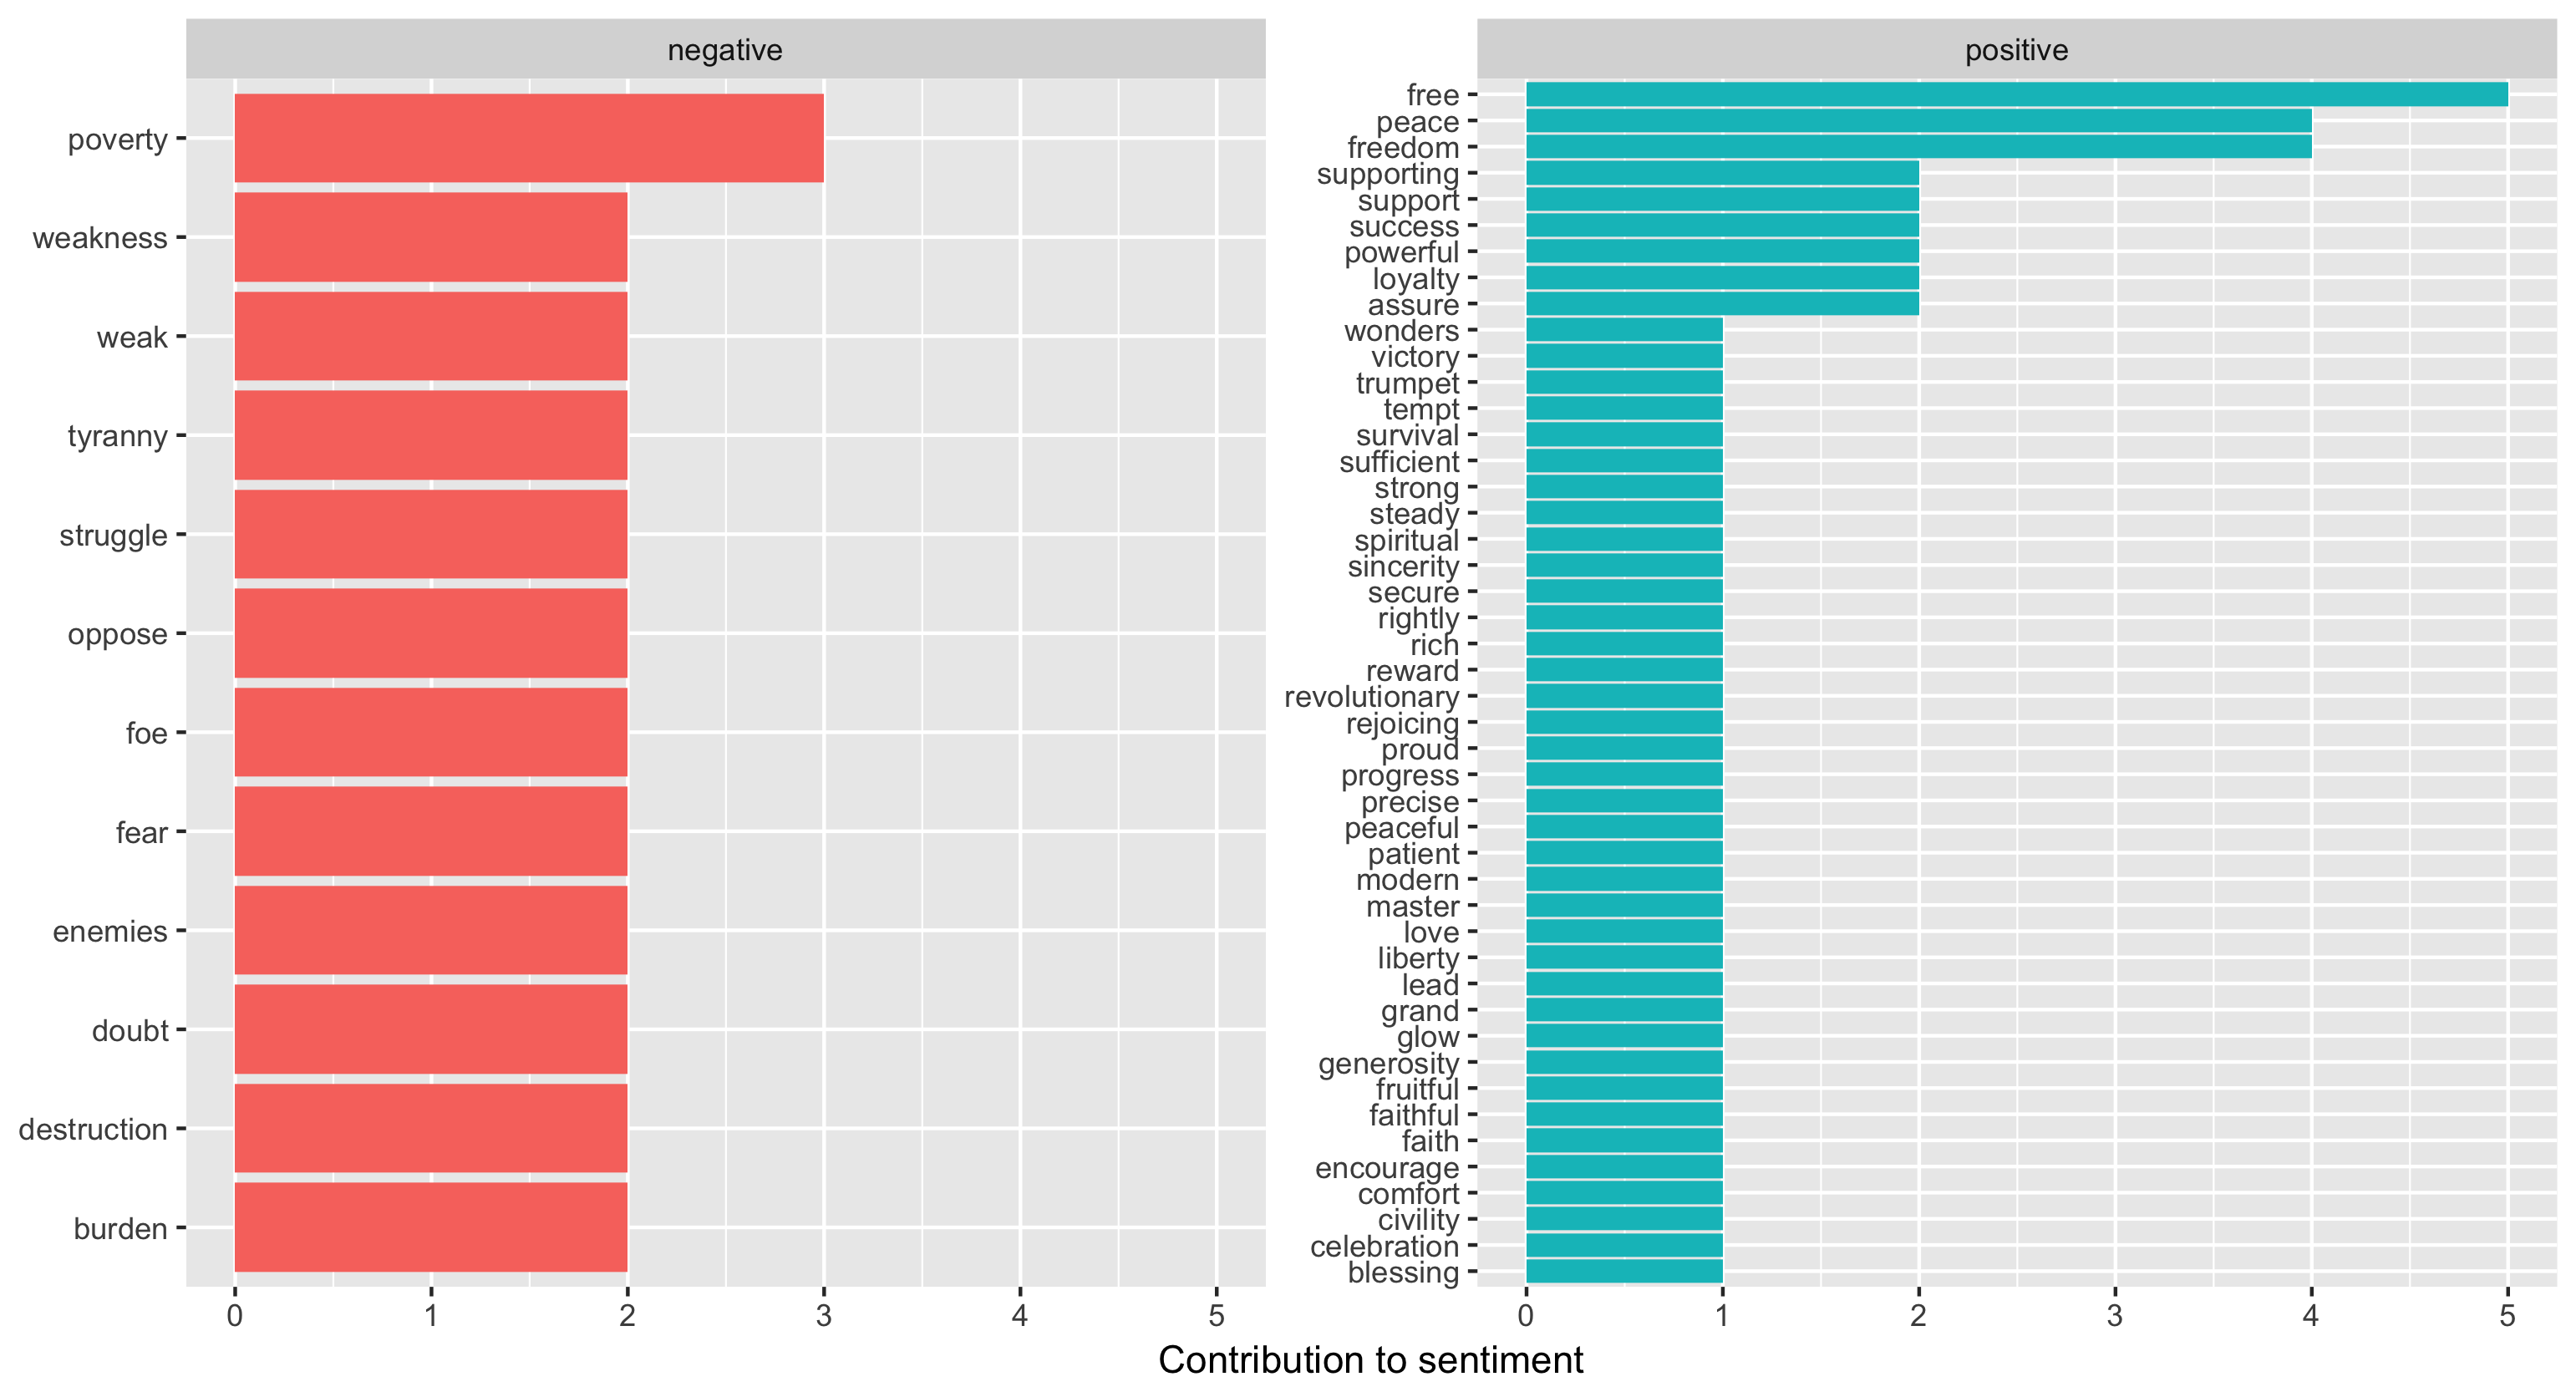 negative
poverty
weakness
weak
tyranny
struggle
oppose
foe
fear
enemies
doubt
destruction
burden
0 1 2 3 4 5
positive
free
peace
freedom
supporting
support
success
powerful
loyalty
assure
wonders
victory
trumpet
tempt
survival
sufficient
strong
steady
spiritual
sincerity
secure
rightly
rich
reward
revolutionary
rejoicing
proud
progress
precise
peaceful
patient
modern
master
love
liberty
lead
grand
glow
generosity
fruitful
faithful
faith
encourage
comfort
civility
celebration
blessing
0 1 2 3 4 5
Contribution to sentiment